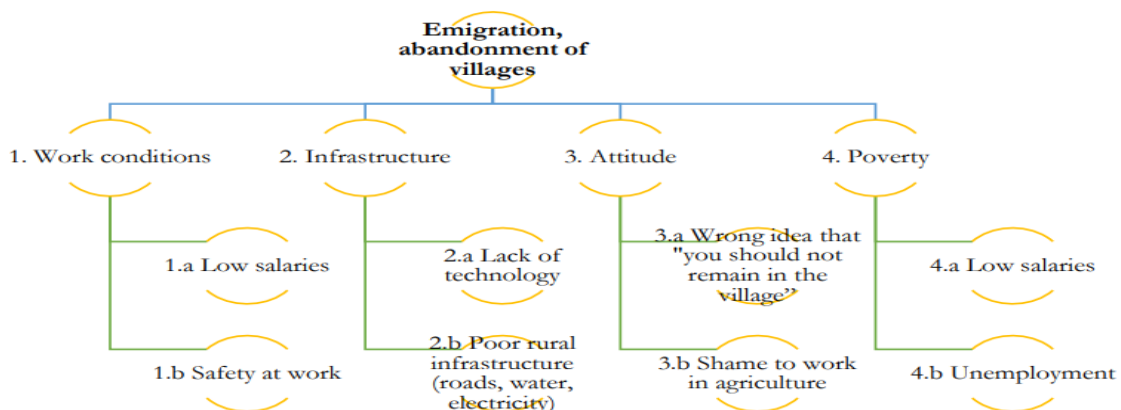 Emigration,
abandonment of
villages
1. Work conditions
2. Infrastructure
3. Attitude
4. Poverty
1.a Low salaries
2.a Lack of
technology
3.a Wrong idea that
"you should not
remain in the
village”
4.a Low salaries
1.b Safety at work
2.b Poor rural
infrastructure
(roads, water,
electricity)
3.b Shame to work
in agriculture
4.b Unemployment